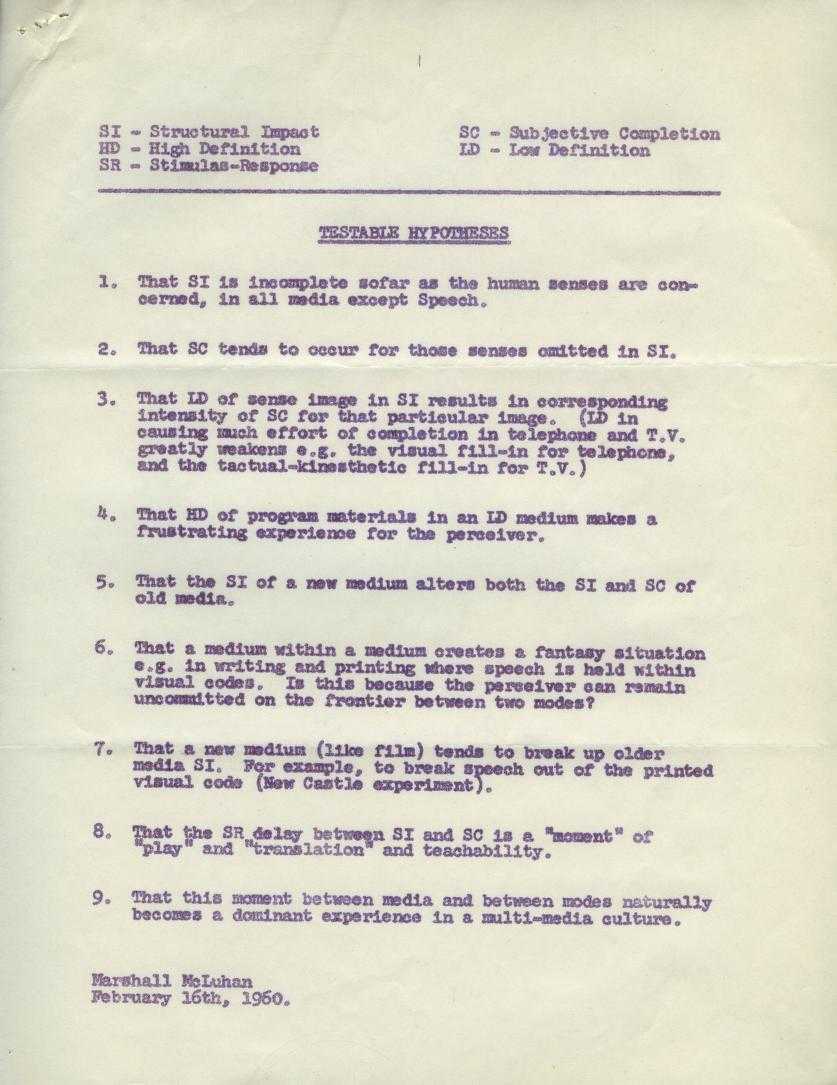 SI - Structural Impact SC - Subjective Completion
HD - High Definition LD - Low Definition
SR - Stimulas-Response
TESTABLE HYPOTHESES
1. That SI is incomplete sofar as the human senses are con-
cerned, in all media except Speech.
2. That SC tends to occur for those senses omitted in SI.
3. That LD of sense image in SI results in corresponding
intensity of SC for that particular image. (LD in
causing much effort of completion in telephone and T.V.
greatly weakens e.g. the visual fill-in for telephone,
and the tactual-kinesthetic fill-in for T.V.)
4. That HD of program materials in an LD medium makes a
frustrating experience for the perceiver.
5. That the SI of a new medium alters both the SI and SC of
old media.
6. That a medium within a medium creates a fantasy situation
e.g. in writing and printing where speech is held within
visual codes. Is this because the perceiver can remain
uncommitted on the frontier between two modes?
7. That a new medium (like film) tends to break up older
media SI. For example, to break speech out of the printed
visual code (New Castle experiment).
8. That the SR delay between SI and SC is a "moment" of
"play" and "translation" and teachability.
9. That this moment between media and between modes naturally
becomes a dominant experience in a multi-media culture.
Marshall McLuhan
February 16th, 1960.